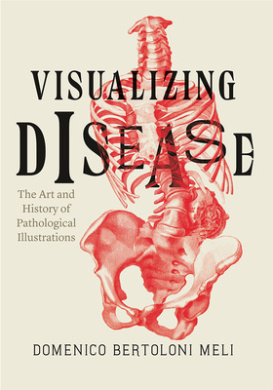 VISUALIZING
DISEASE
The Art and
History of
Pathological
Illustrations
DOMENICO BERTOLONI MELI